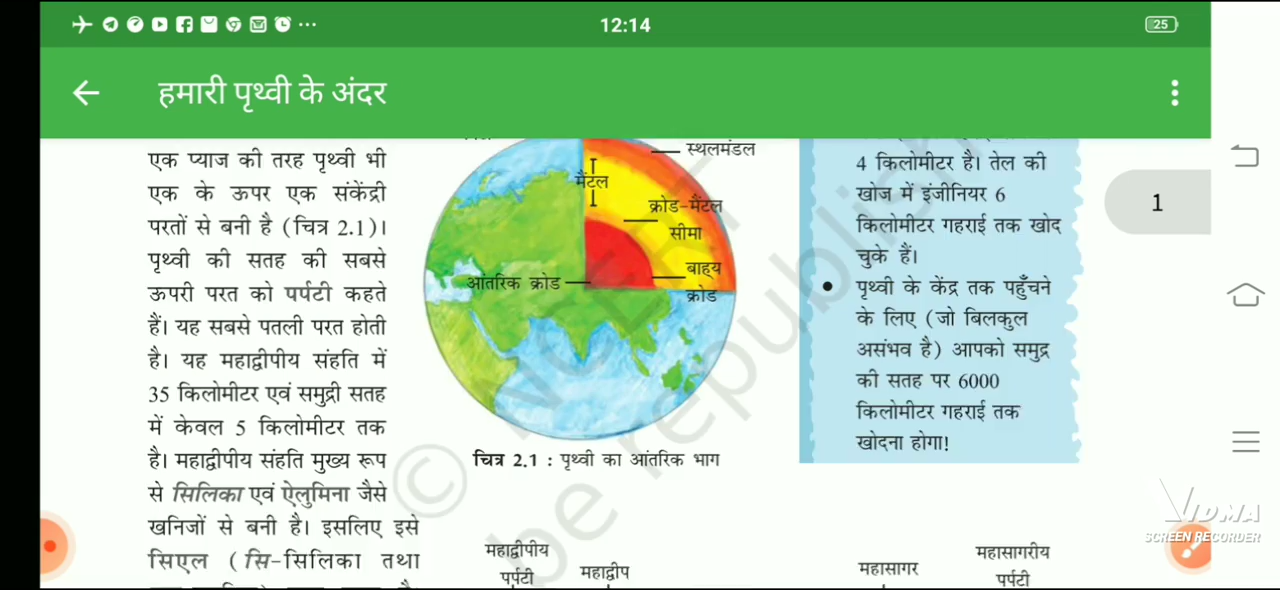 12:14
25
हमारी पृथ्वी के अंदर
1
एक प्याज की तरह पृथ्वी भी
एक के ऊपर एक संकेंद्री
परतों से बनी है (चित्र 2.1)।
पृथ्वी की सतह की सबसे
ऊपरी परत को पर्पटी कहते
हैं। यह सबसे पतली परत होती
है। यह महाद्वीपीय संहति में
35 किलोमीटर एवं समुद्री सतह
में केवल 5 किलोमीटर तक
है। महाद्वीपीय संहति मुख्य रूप
से सिलिका एवं ऐलुमिना जैसे
खनिजों से बनी है। इसलिए इसे
सिएल ( सि-सिलिका तथा
स्थलमंडल
मैंटल
क्रोड-मैंटल
सीमा
बाह्य
क्रोड
आंतरिक क्रोड
चित्र 2.1 : पृथ्वी का आंतरिक भाग
4 किलोमीटर है। तेल की
खोज में इंजीनियर 6
किलोमीटर गहराई तक खोद
चुके हैं।
• पृथ्वी के केंद्र तक पहुँचने
के लिए (जो बिलकुल
असंभव है) आपको समुद्र
की सतह पर 6000
किलोमीटर गहराई तक
खोदना होगा!
महाद्वीपीय
पर्पटी
महाद्वीप
महासागर
महासागरीय
पर्पटी
© NCERT
be republish
VIDMA
SCREEN RECORDER